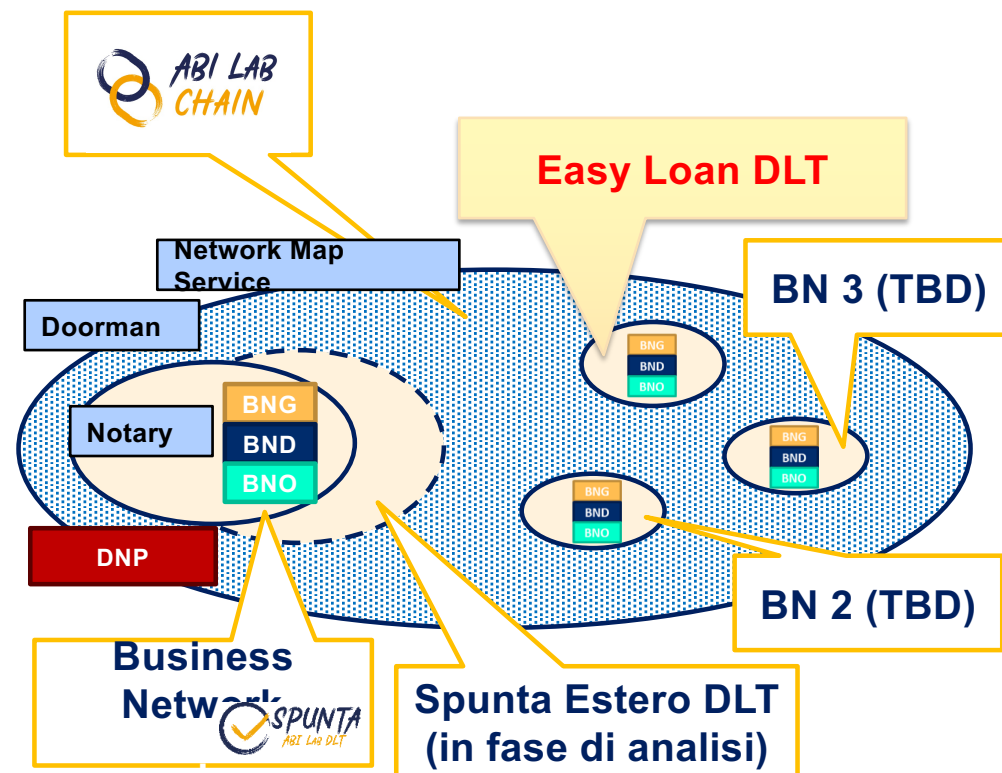 ABI LAB
CHAIN
Easy Loan DLT
Network Map
Service
BN 3 (TBD)
Doorman
BNG
BND
BNO
BNG
BND
BNO
Notary
BNG
BND
BNO
BNG
BND
BNO
DNP
BN 2 (TBD)
Business
Network
SPUNTA
ABI LAB DLT
Spunta Estero DLT
(in fase di analisi)